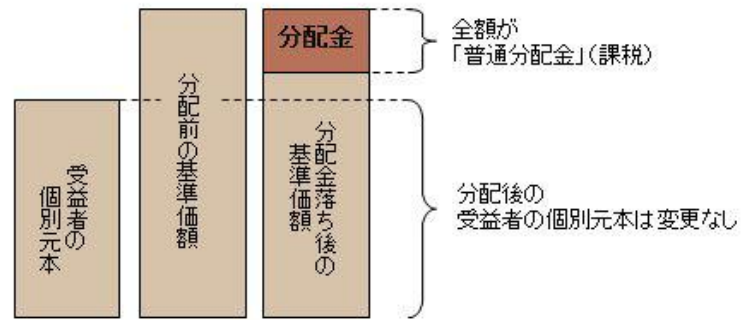 受益者の
個別元本
分配前の基準価額
分配金
分配金落ち後の
基準価額
全額が
「普通分配金」(課税)
分配後の
受益者の個別元本は変更なし